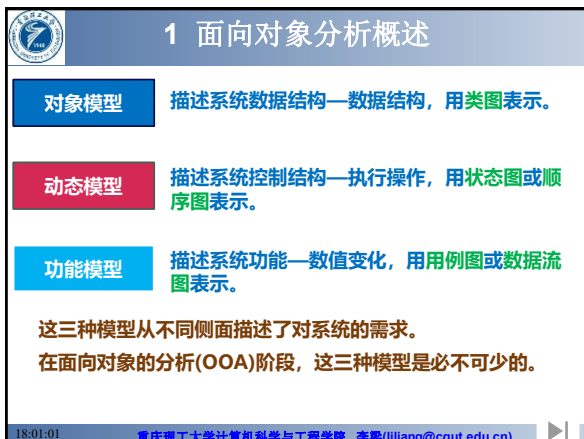 1 面向对象分析概述
对象模型
描述系统数据结构—数据结构，用类图表示。
动态模型
描述系统控制结构—执行操作，用状态图或顺
序图表示。
功能模型
描述系统功能—数值变化，用用例图或数据流
图表示。
这三种模型从不同侧面描述了对系统的需求。
在面向对象的分析(OOA)阶段，这三种模型是必不可少的。
18:01:01
重庆理工大学计算机科学与工程学院 李梁(liliang@cqut.edu.cn)